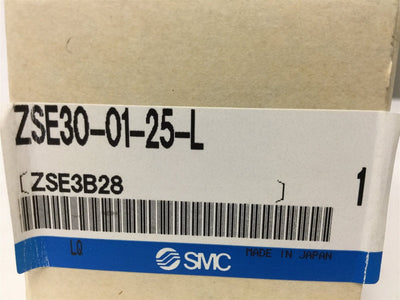 ZSE30-01-25-L
[ZSE3B28 ] 1
LQ SMC MADE IN JAPAN